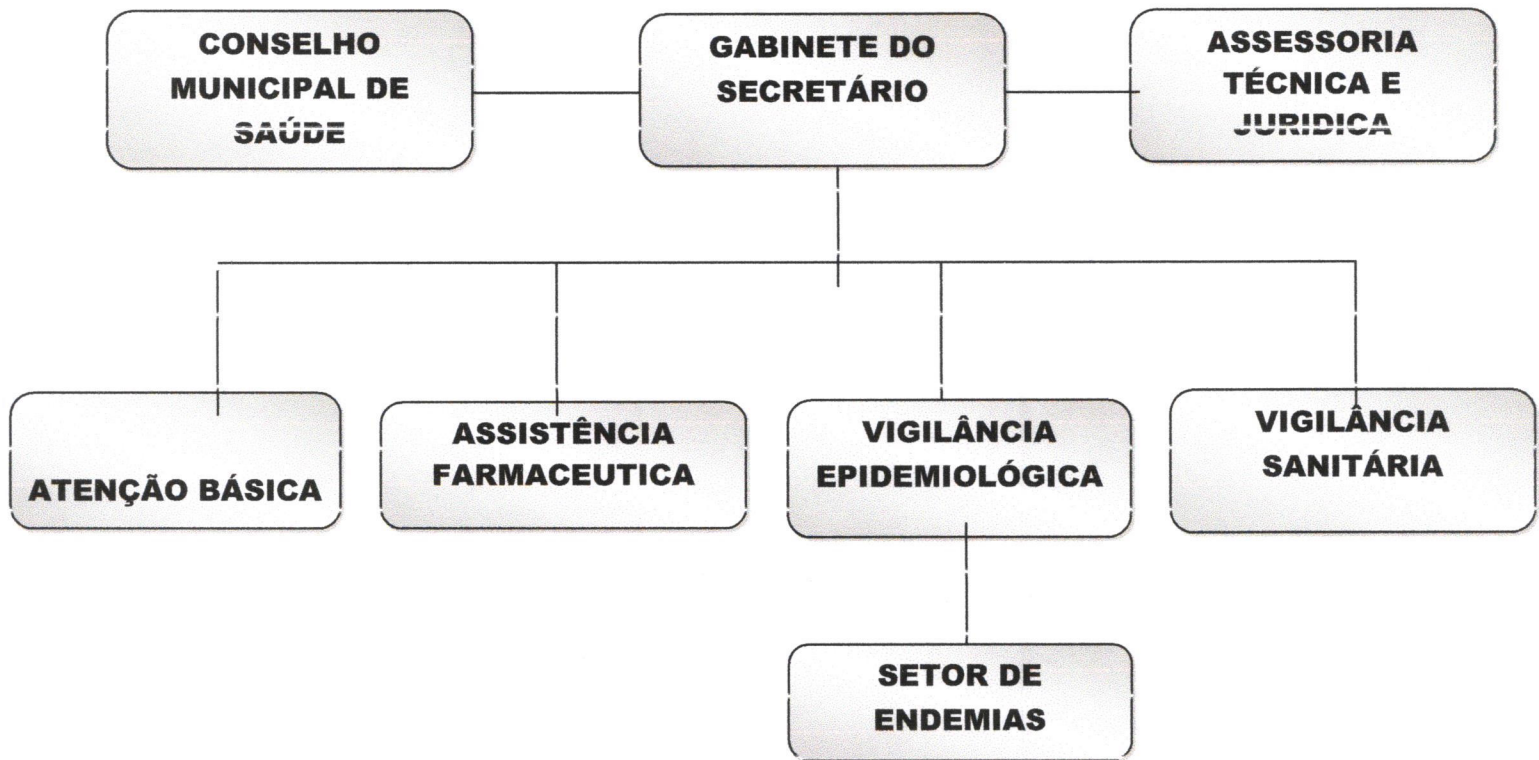 CONSELHO
MUNICIPAL DE
SAÚDE
GABINETE DO
SECRETÁRIO
ASSESSORIA
TÉCNICA E
JURIDICA
ATENÇÃO BÁSICA
ASSISTÊNCIA
FARMACEUTICA
VIGILÂNCIA
EPIDEMIOLÓGICA
VIGILÂNCIA
SANITÁRIA
SETOR DE
ENDEMIAS